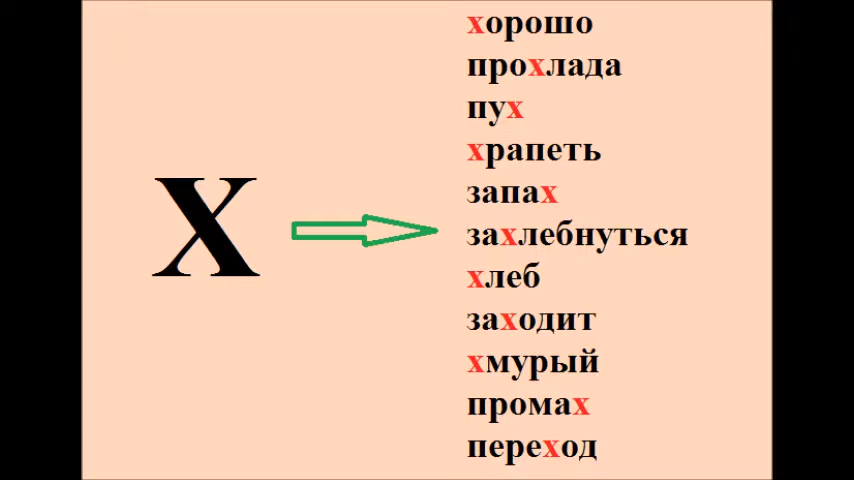 Х
хорошо
прохлада
пух
храпеть
запах
захлебнуться
хлеб
заходит
хмурый
промах
переход